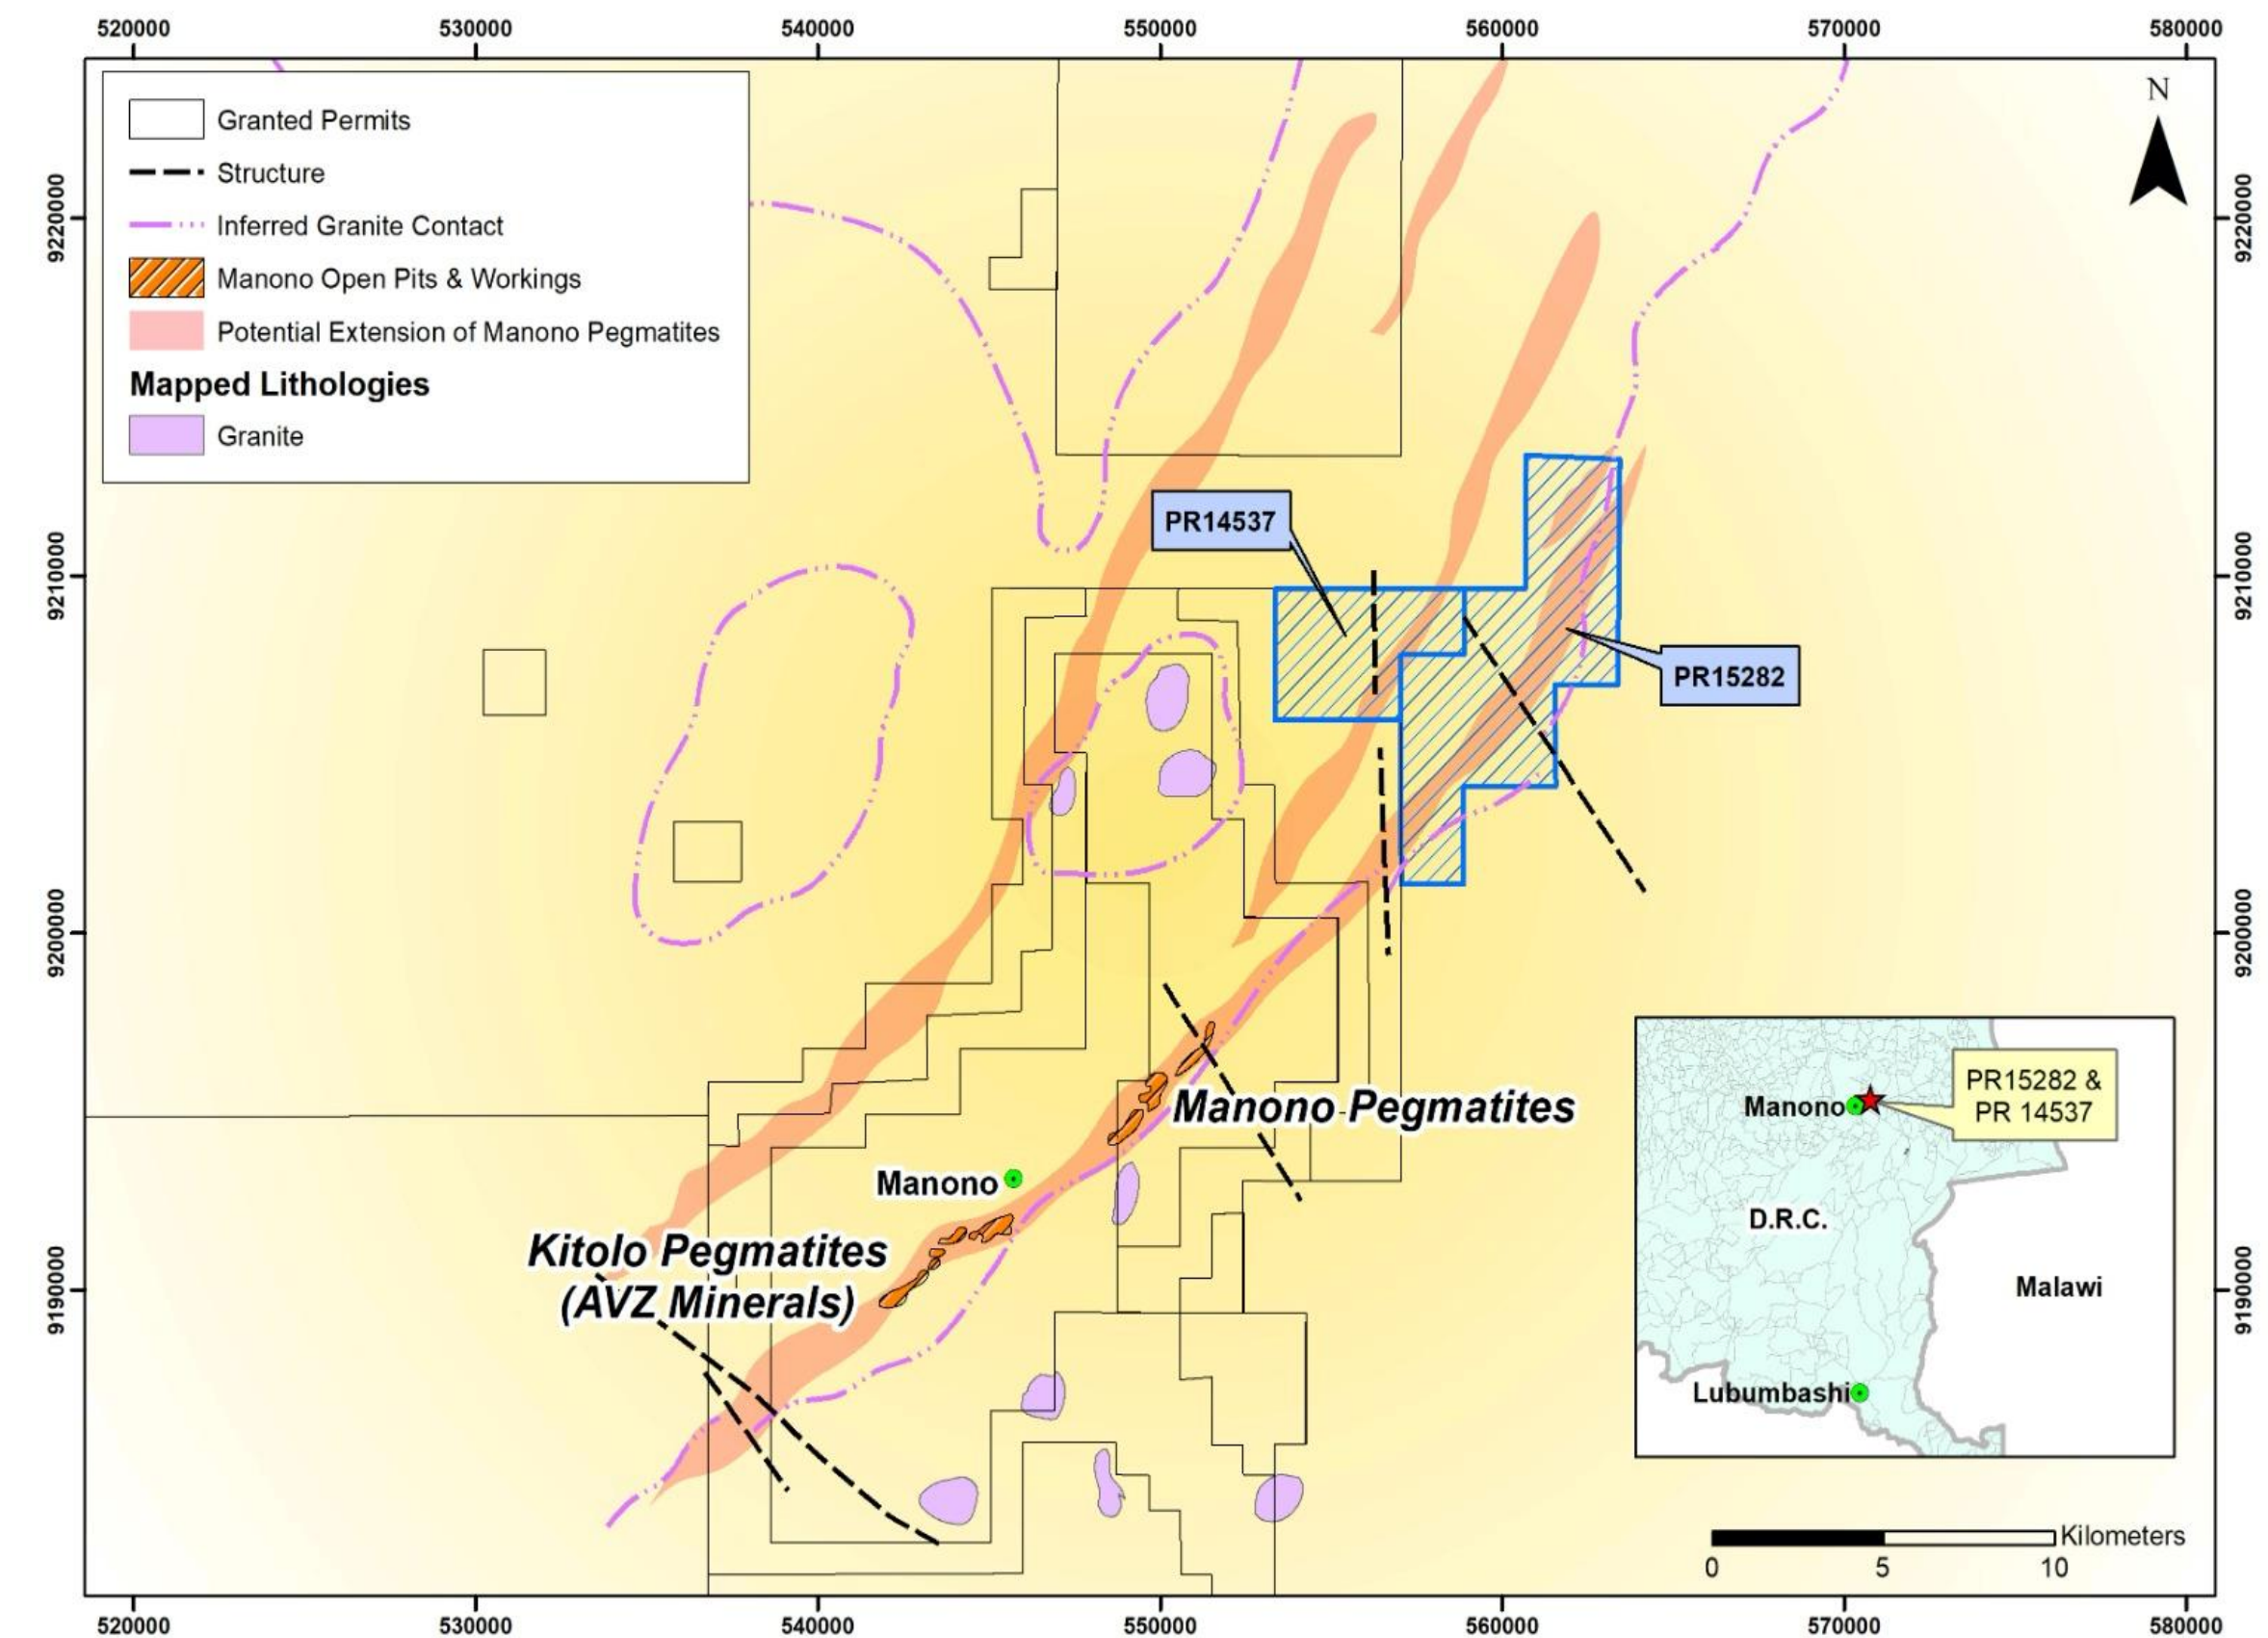 520000 530000 540000 550000 560000 570000 580000
N
Granted Permits
Structure
Inferred Granite Contact
Manono Open Pits & Workings
Potential Extension of Manono Pegmatites
Mapped Lithologies
Granite
9220000
9220000
PR14537
9210000
9210000
PR15282
9200000
9200000
Manono Pegmatites
Manono
Kitolo Pegmatites
(AVZ Minerals)
9190000
9190000
PR15282 &
PR 14537
Manono
D.R.C.
Malawi
Lubumbashi
Kilometers
0 5 10
520000 530000 540000 550000 560000 570000 580000